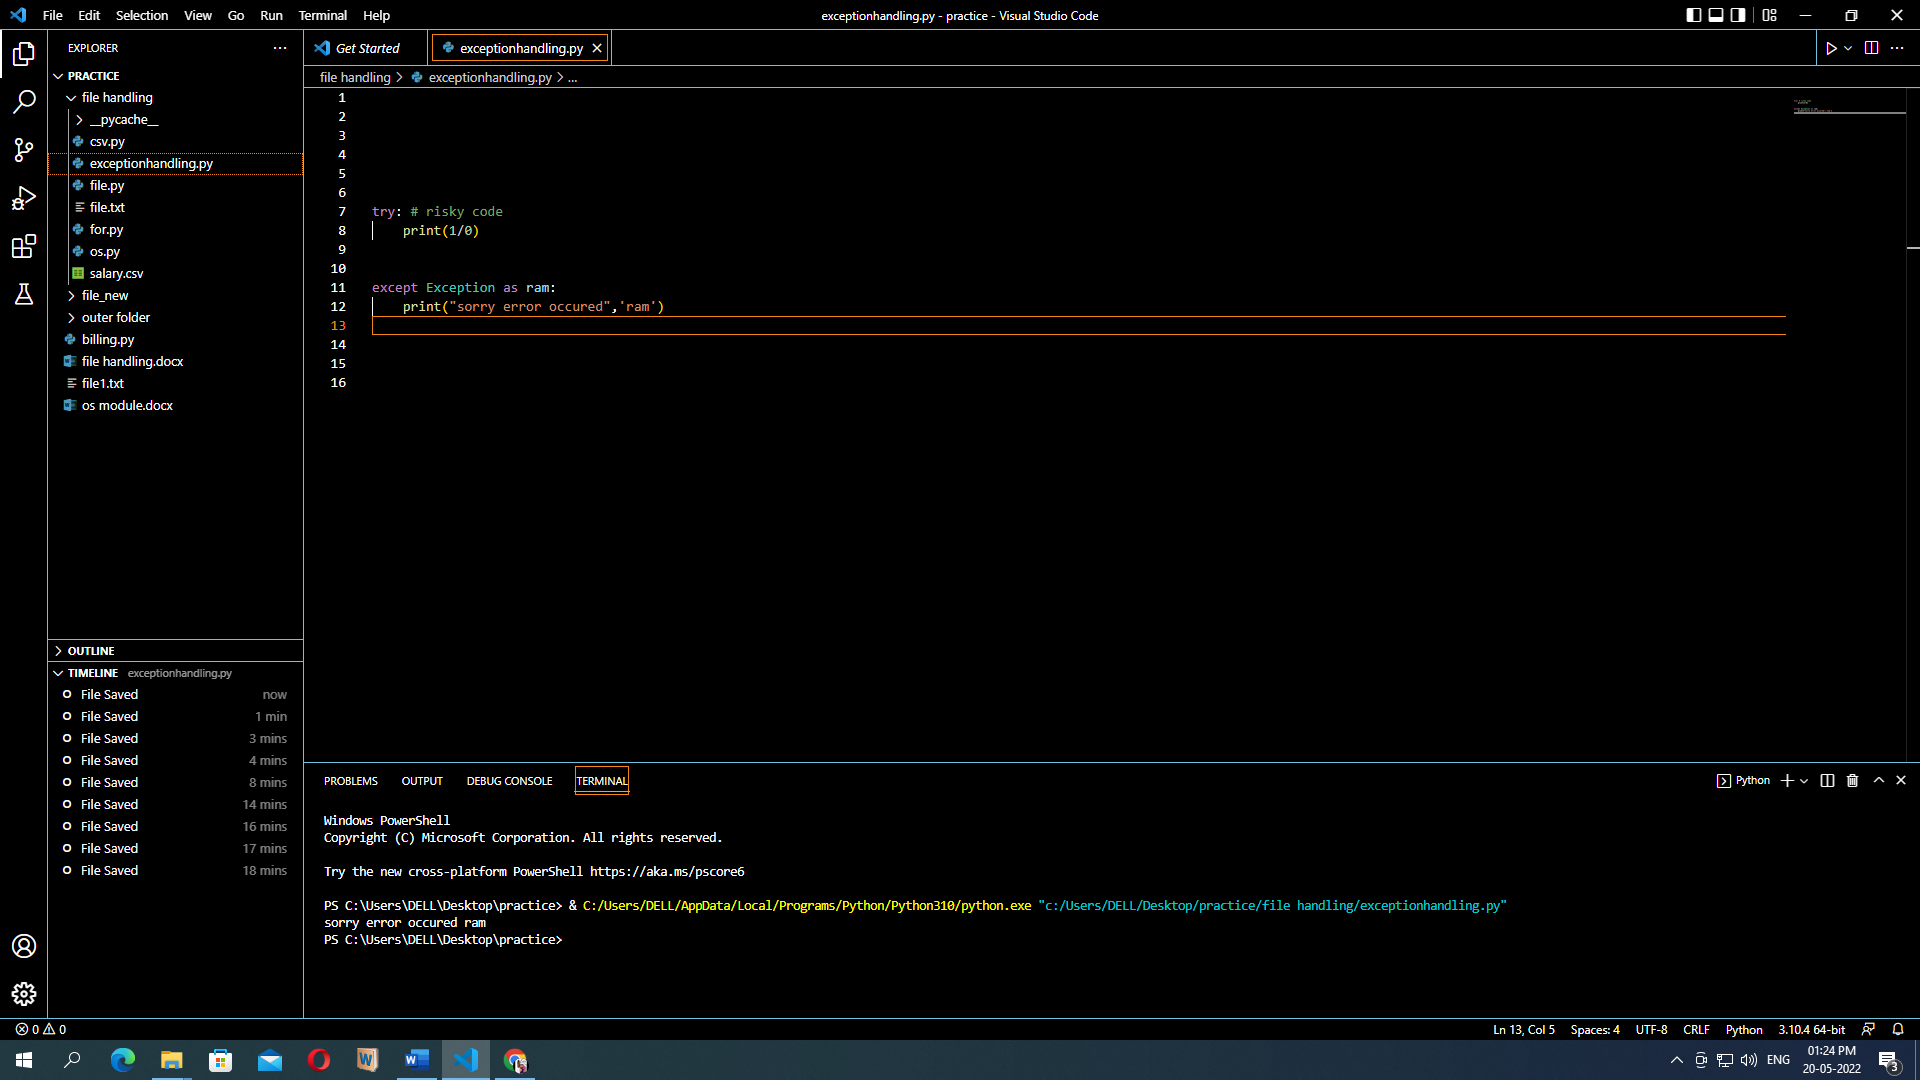 File Edit Selection View Go Run Terminal Help
exceptionhandling.py - practice - Visual Studio Code
EXPLORER
PRACTICE
file handling
__pycache__
csv.py
exceptionhandling.py
file.py
file.txt
for.py
os.py
salary.csv
file_new
outer folder
billing.py
file handling.docx
file1.txt
os module.docx
OUTLINE
TIMELINE exceptionhandling.py
File Saved now
File Saved 1 min
File Saved 3 mins
File Saved 4 mins
File Saved 8 mins
File Saved 14 mins
File Saved 16 mins
File Saved 17 mins
File Saved 18 mins
Get Started
exceptionhandling.py
file handling > exceptionhandling.py > ...
1
2
3
4
5
6
7 try: # risky code
8 print(1/0)
9
10
11 except Exception as ram:
12 print("sorry error occured",'ram')
13
14
15
16
PROBLEMS OUTPUT DEBUG CONSOLE TERMINAL
Python
Windows PowerShell
Copyright (C) Microsoft Corporation. All rights reserved.
Try the new cross-platform PowerShell https://aka.ms/pscore6
PS C:\Users\DELL\Desktop\practice> & C:/Users/DELL/AppData/Local/Programs/Python/Python310/python.exe "c:/Users/DELL/Desktop/practice/file handling/exceptionhandling.py"
sorry error occured ram
PS C:\Users\DELL\Desktop\practice>
0 0
Ln 13, Col 5 Spaces: 4 UTF-8 CRLF Python 3.10.4 64-bit
W
W
ENG
01:24 PM
20-05-2022
3